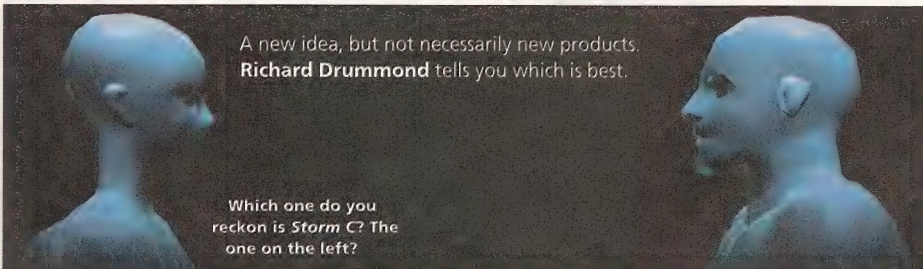 A new idea, but not necessarily new products.
Richard Drummond tells you which is best.
Which one do you
reckon is Storm C? The
one on the left?